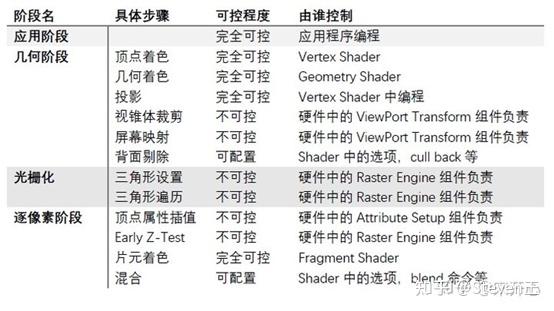 阶段名 具体步骤 可控程度 由谁控制
应用阶段 完全可控 应用程序编程
几何阶段 顶点着色 完全可控 Vertex Shader
几何着色 完全可控 Geometry Shader
投影 完全可控 Vertex Shader 中编程
视锥体裁剪 不可控 硬件中的 ViewPort Transform 组件负责
屏幕映射 不可控 硬件中的 ViewPort Transform 组件负责
背面剔除 可配置 Shader 中的选项，cull back 等
光栅化 三角形设置 不可控 硬件中的 Raster Engine 组件负责
三角形遍历 不可控 硬件中的 Raster Engine 组件负责
逐像素阶段 顶点属性插值 不可控 硬件中的 Attribute Setup 组件负责
Early Z-Test 不可控 硬件中的 Raster Engine 组件负责
片元着色 完全可控 Fragment Shader
混合 可配置 Shader 中的选项，blend 命令等